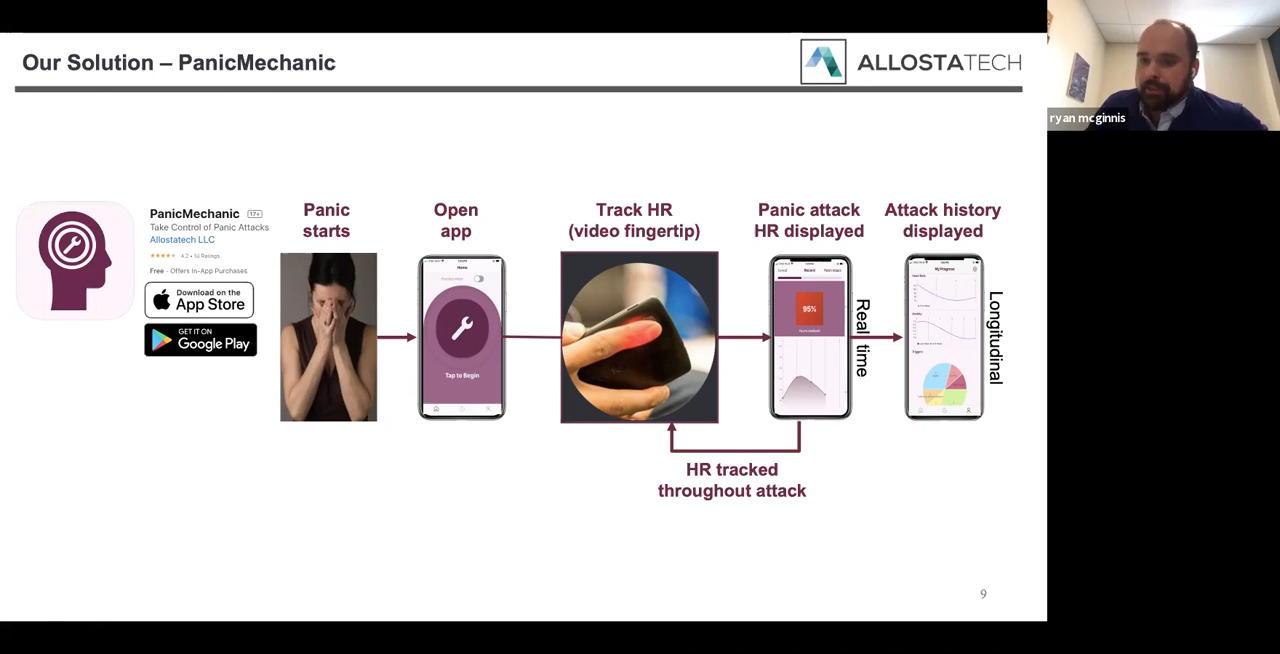 Our Solution – PanicMechanic
ALLOSTATECH
ryan mcginnis
PanicMechanic 17+
Take Control of Panic Attacks
Allostatech LLC
Free - Offers In-App Purchases
Download on the
App Store
GET IT ON
Google Play
Panic
starts
Open
app
Track HR
(video fingertip)
Panic attack
HR displayed
Attack history
displayed
Home
Tap to Begin
95%
Real time
My Progress
Longitudinal
HR tracked
throughout attack
9